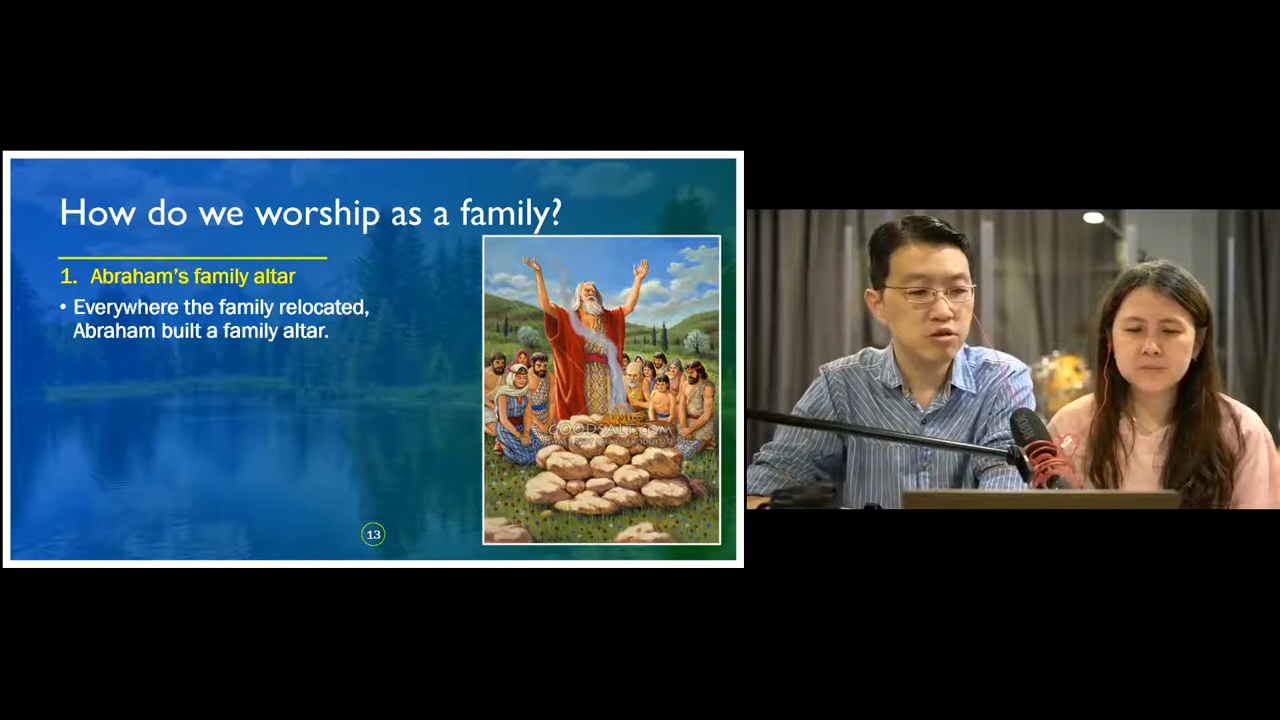 How do we worship as a family?
1. Abraham's family altar
• Everywhere the family relocated,
Abraham built a family altar.
GOODSALT.COM
13